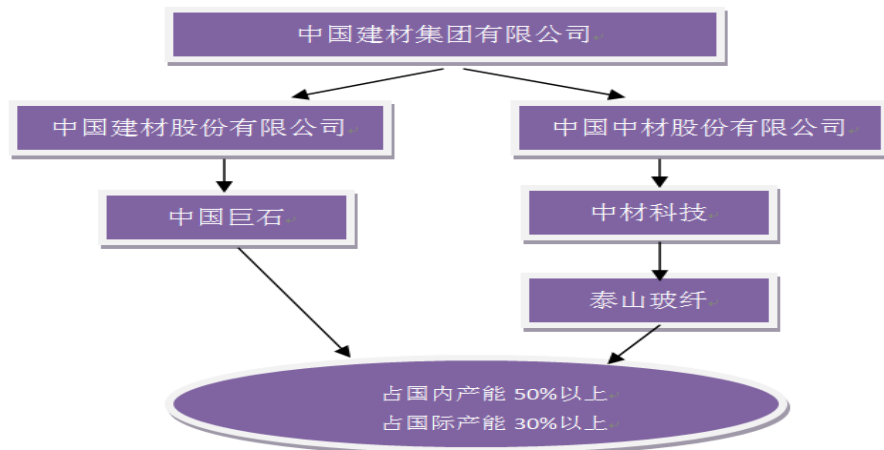 中国建材集团有限公司
中国建材股份有限公司
中国中材股份有限公司
中国巨石
中材科技
泰山玻纤
占国内产能 50%以上
占国际产能 30%以上